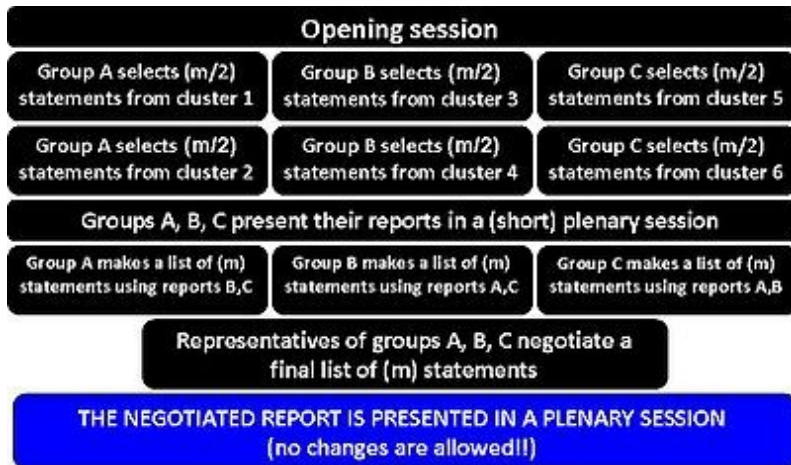 Opening session
Group A selects (m/2)
statements from cluster 1
Group B selects (m/2)
statements from cluster 3
Group C selects (m/2)
statements from cluster 5
Group A selects (m/2)
statements from cluster 2
Group B selects (m/2)
statements from cluster 4
Group C selects (m/2)
statements from cluster 6
Groups A, B, C present their reports in a (short) plenary session
Group A makes a list of (m)
statements using reports B,C
Group B makes a list of (m)
statements using reports A,C
Group C makes a list of (m)
statements using reports A,B
Representatives of groups A, B, C negotiate a
final list of (m) statements
THE NEGOTIATED REPORT IS PRESENTED IN A PLENARY SESSION
(no changes are allowed!!)